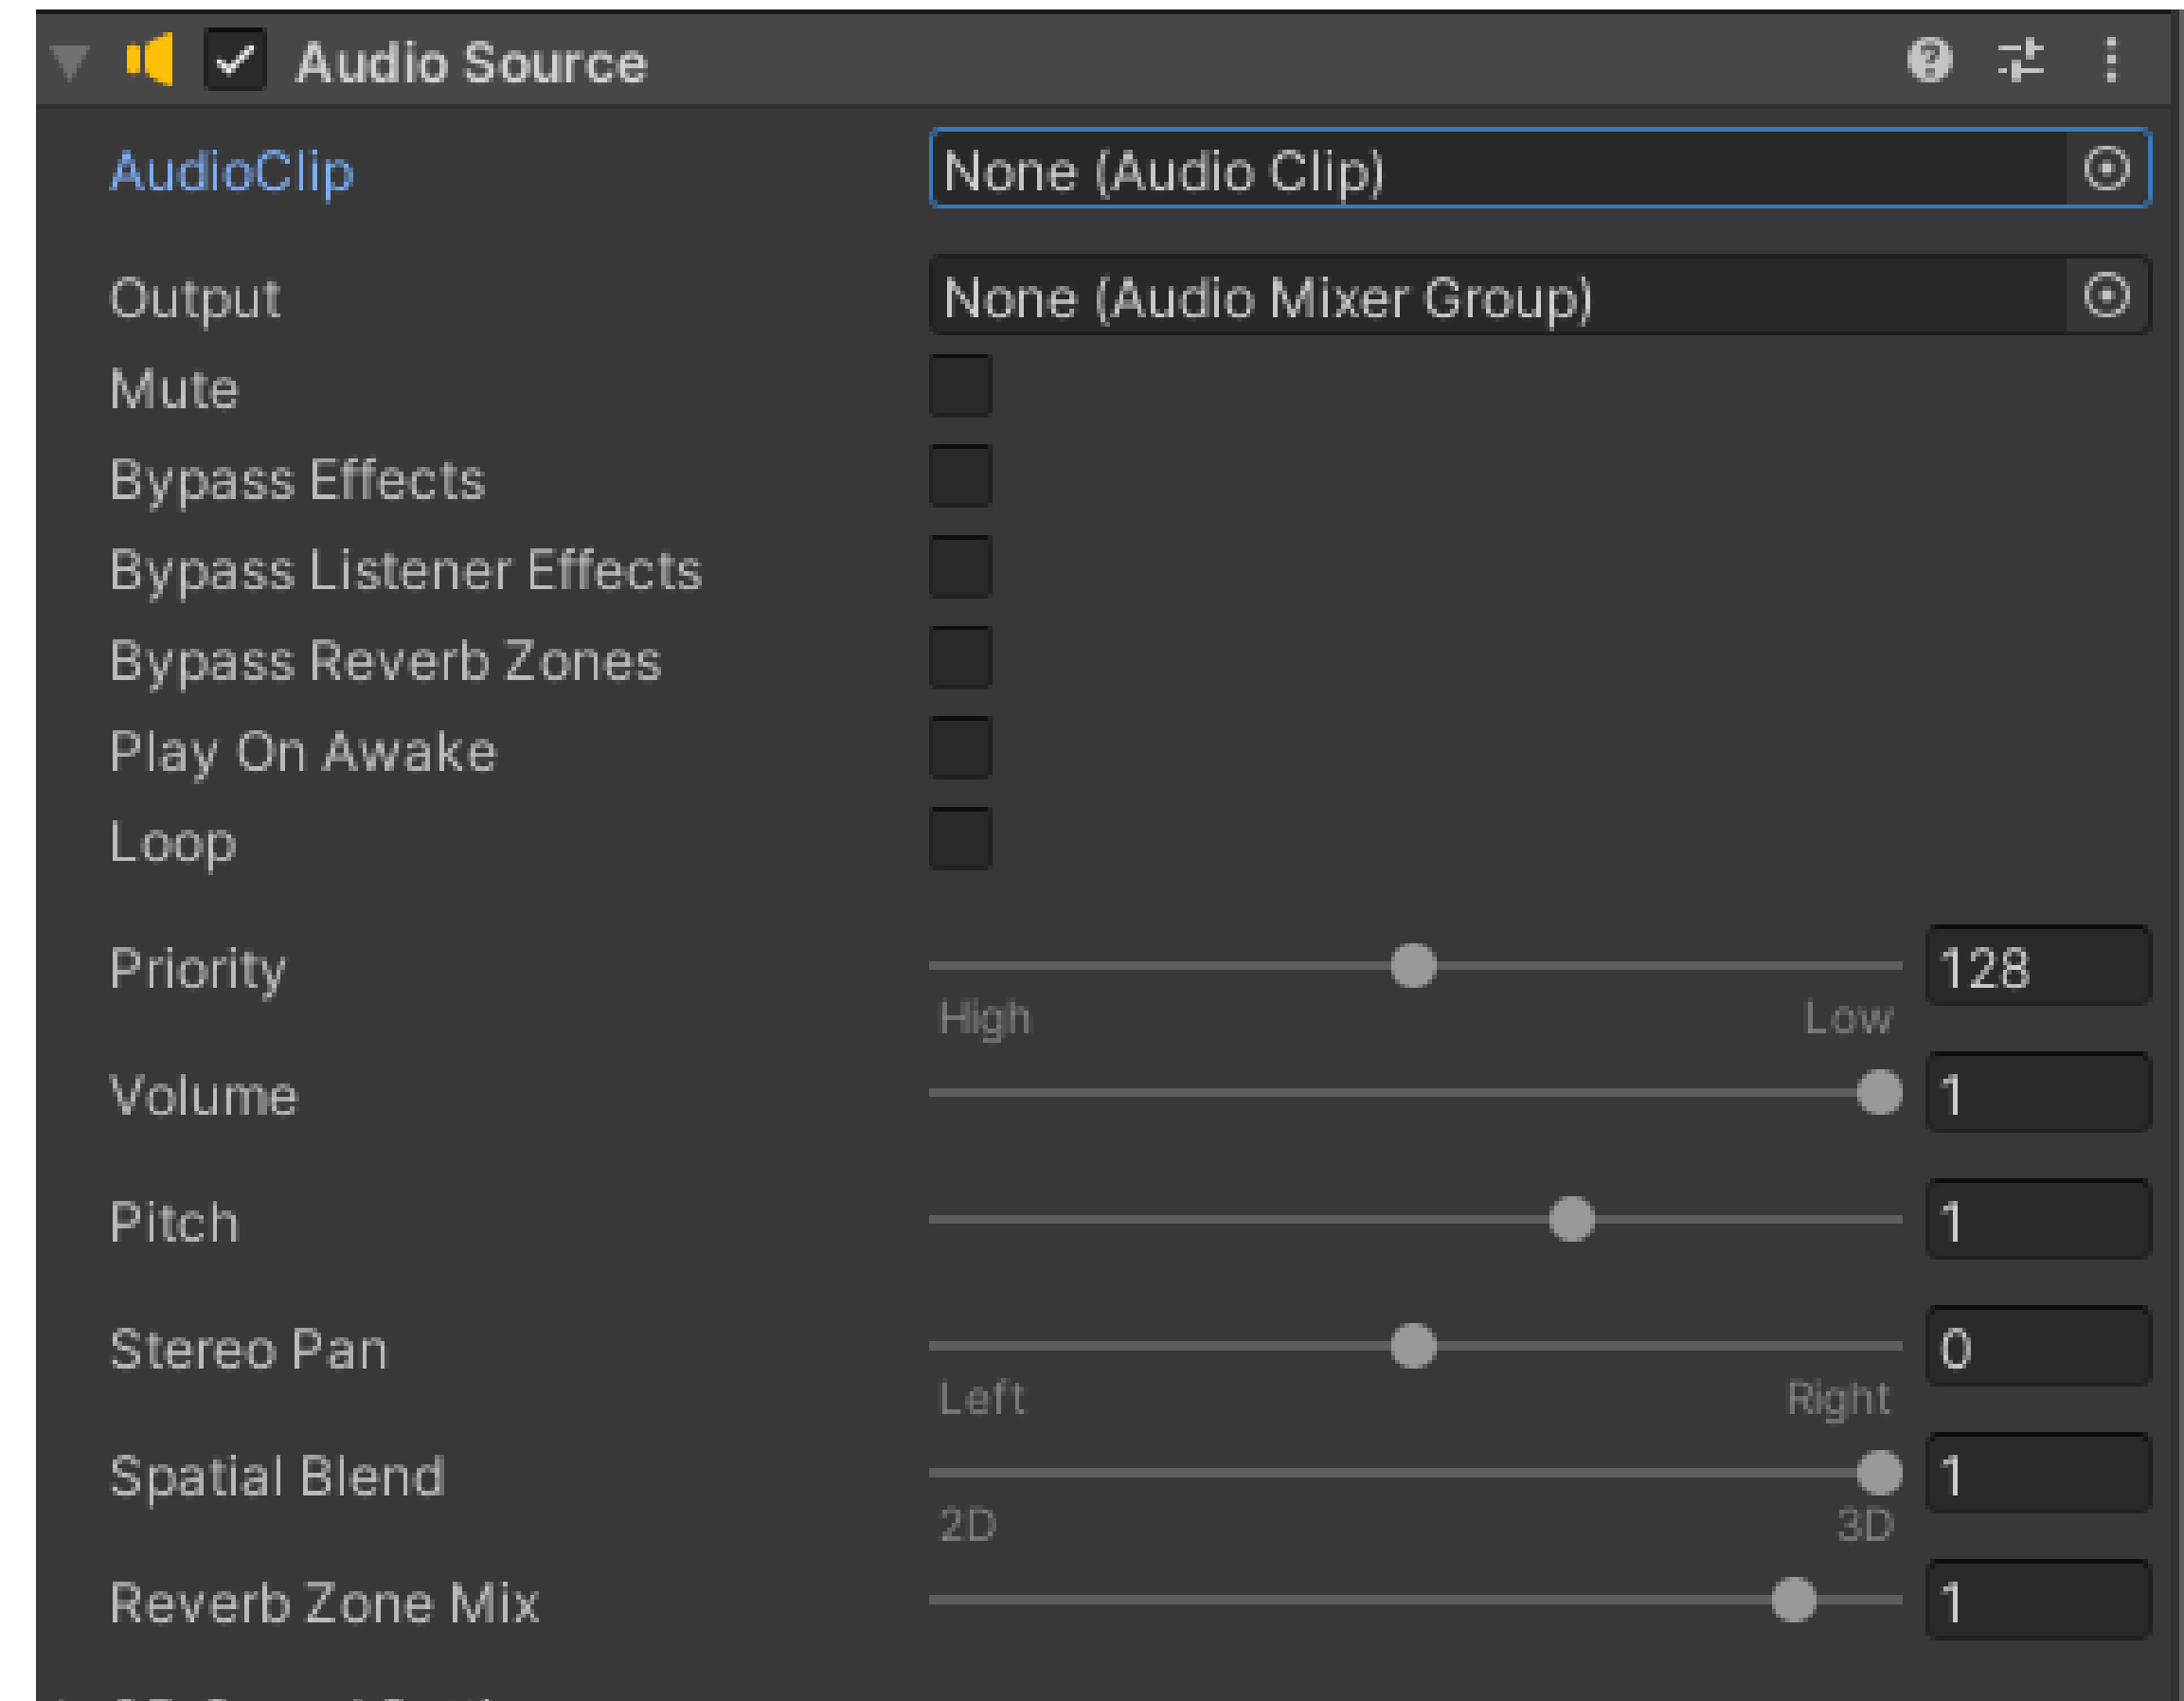 Audio Source
AudioClip None (Audio Clip)
Output None (Audio Mixer Group)
Mute
Bypass Effects
Bypass Listener Effects
Bypass Reverb Zones
Play On Awake
Loop
Priority 128
High Low
Volume 1
Pitch 1
Stereo Pan 0
Left Right
Spatial Blend 1
2D 3D
Reverb Zone Mix 1